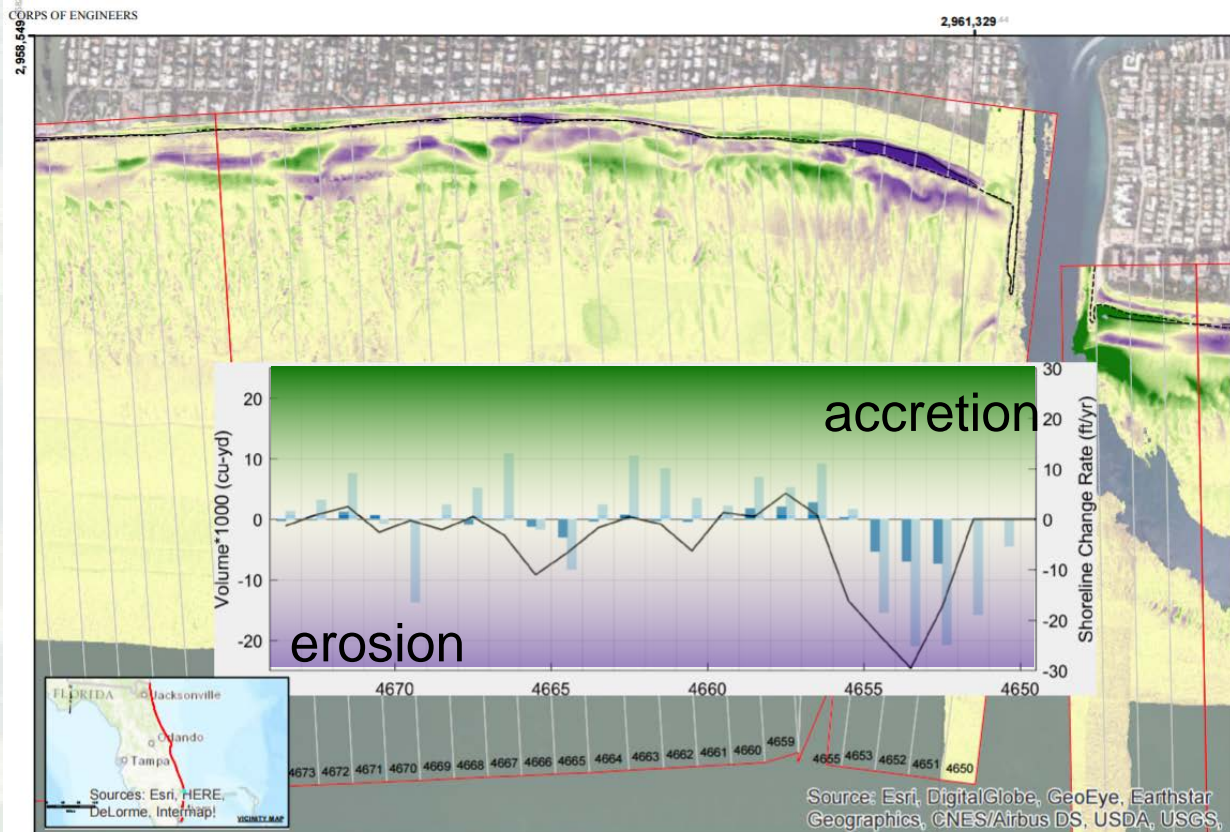 CORPS OF ENGINEERS
2,961,329
2,958,549
accretion
erosion
Volume*1000 (cu-yd)
20
10
0
-10
-20
30
20
10
0
-10
-20
-30
Shoreline Change Rate (ft/yr)
4670 4665 4660 4655 4650
4673 4672 4671 4670 4669 4668 4667 4666 4665 4664 4663 4662 4661 4660 4659 4655 4653 4652 4651 4650
FLORIDA
Jacksonville
Orlando
Tampa
Sources: Esri, HERE,
DeLorme, Intermap!
VICINITY MAP
Source: Esri, DigitalGlobe, GeoEye, Earthstar
Geographics, CNES/Airbus DS, USDA, USGS,